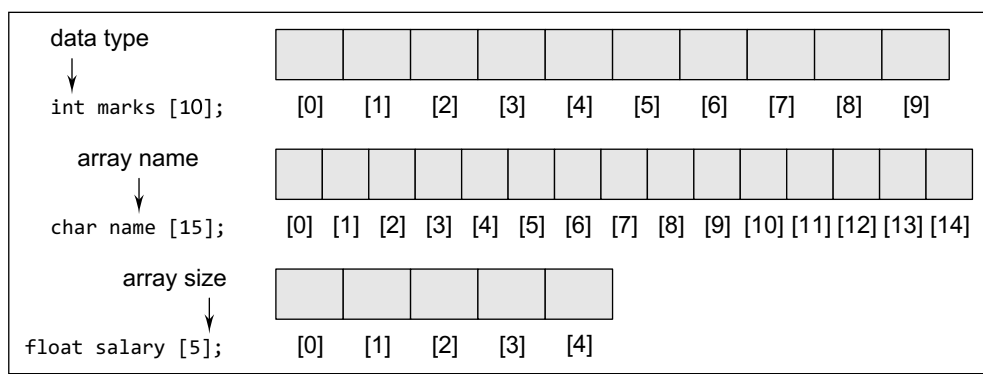 data type
int marks [10];
[0] [1] [2] [3] [4] [5] [6] [7] [8] [9]
array name
char name [15];
[0] [1] [2] [3] [4] [5] [6] [7] [8] [9] [10] [11] [12] [13] [14]
array size
float salary [5];
[0] [1] [2] [3] [4]